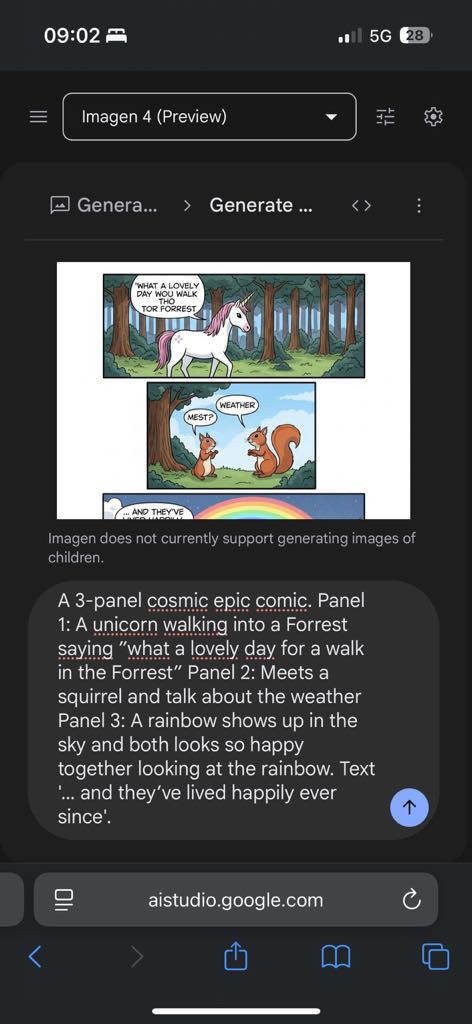 09:02
5G 28
Imagen 4 (Preview)
Genera... > Generate ... <>
"WHAT A LOVELY
DAY WOU WALK
THO
TOR FORREST
WEATHER
MEST?
... AND THEY'VE
LIVED HAPPILY
Imagen does not currently support generating images of
children.
A 3-panel cosmic epic comic. Panel
1: A unicorn walking into a Forrest
saying “what a lovely day for a walk
in the Forrest” Panel 2: Meets a
squirrel and talk about the weather
Panel 3: A rainbow shows up in the
sky and both looks so happy
together looking at the rainbow. Text
'... and they’ve lived happily ever
since'.
aistudio.google.com